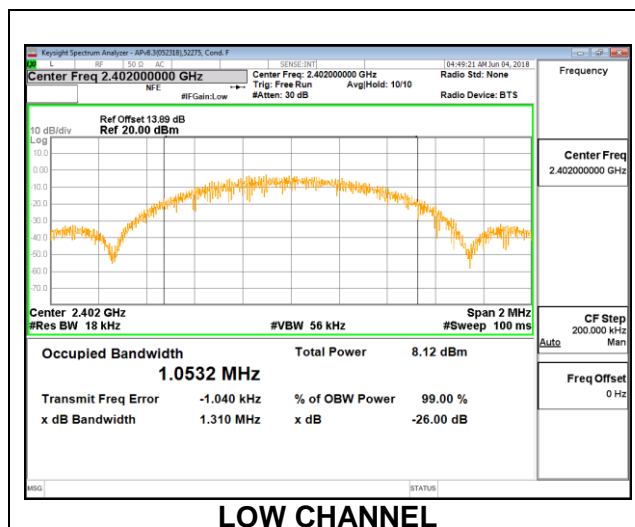 Keysight Spectrum Analyzer - APv8.3(052318),52275, Cond. F
L RF 50 Ω AC SENSE:INT 04:49:21 AM Jun 04, 2018
Center Freq 2.402000000 GHz Center Freq: 2.402000000 GHz Radio Std: None Frequency
NFE Trig: Free Run Avg|Hold: 10/10
#IFGain:Low #Atten: 30 dB Radio Device: BTS
Ref Offset 13.89 dB
10 dB/div Ref 20.00 dBm
Log
10.0
0.00
-10.0
-20.0
-30.0
-40.0
-50.0
-60.0
-70.0
Center Freq
2.402000000 GHz
Center 2.402 GHz Span 2 MHz
#Res BW 18 kHz #VBW 56 kHz #Sweep 100 ms
CF Step
200.000 kHz
Auto Man
Occupied Bandwidth Total Power 8.12 dBm
1.0532 MHz
Freq Offset
0 Hz
Transmit Freq Error -1.040 kHz % of OBW Power 99.00 %
x dB Bandwidth 1.310 MHz x dB -26.00 dB
MSG STATUS
LOW CHANNEL